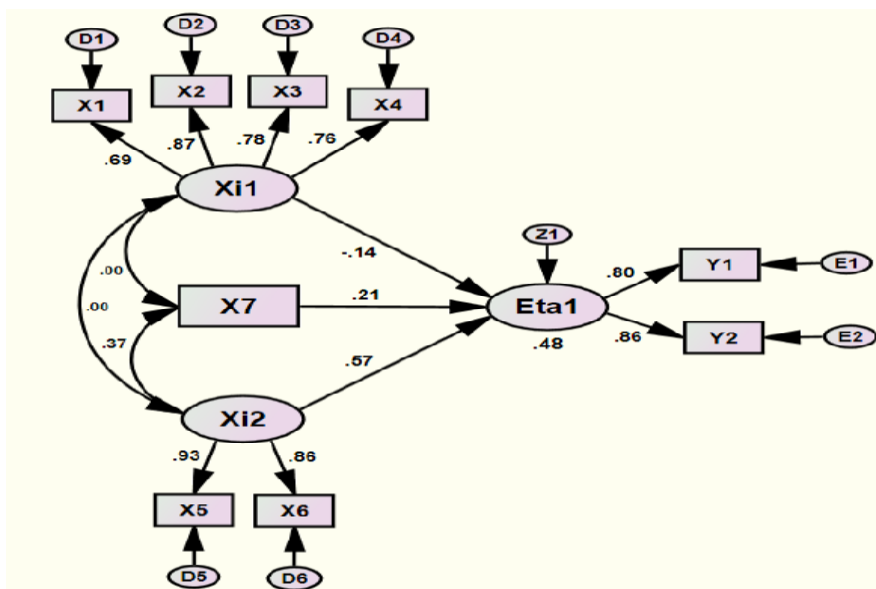 D1
D2
D3
D4
X1
X2
X3
X4
.69
.87
.78
.76
Xi1
-.14
Z1
.00
.00
.37
X7
.21
Eta1
.48
.80
Y1
E1
.86
Y2
E2
.57
Xi2
.93
.86
X5
X6
D5
D6